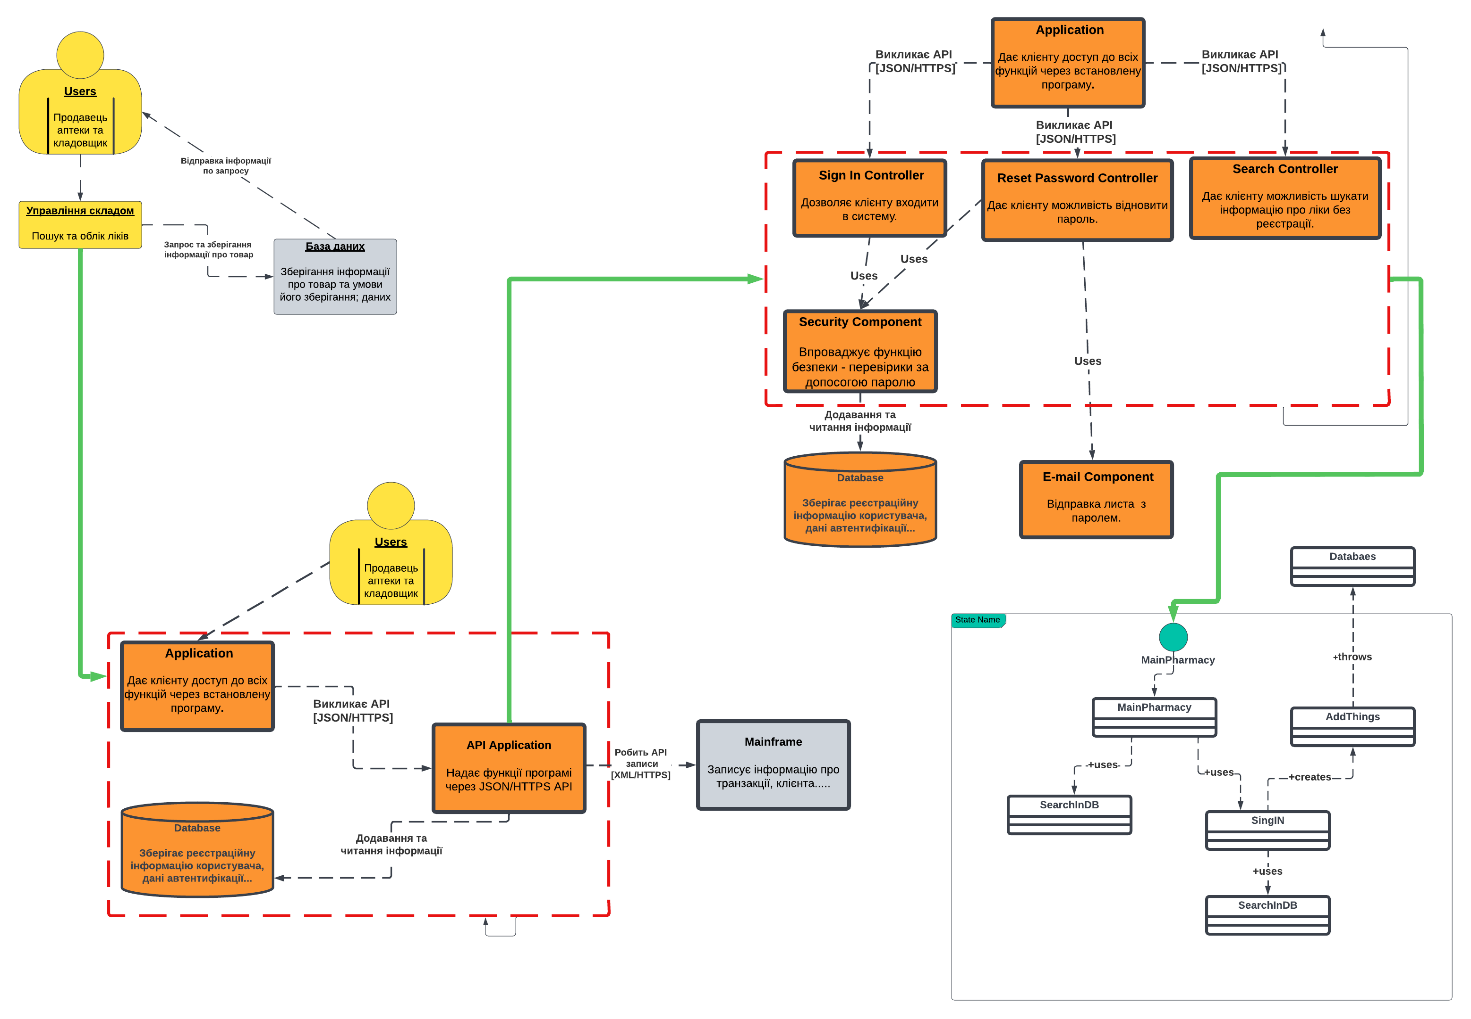 Users
Продавець
аптеки та
кладовщик
Відправка інформації
по запросу
Управління складом
Пошук та облік ліків
Запрос та зберігання
інформації про товар
База даних
Зберігання інформації
про товар та умови
його зберігання; даних
Users
Продавець
аптеки та
кладовщик
Application
Дає клієнту доступ до всіх
функцій через встановлену
програму.
Викликає API
[JSON/HTTPS]
API Application
Надає функції програмі
через JSON/HTTPS API
Робить API
записи
[XML/HTTPS]
Mainframe
Записує інформацію про
транзакції, клієнта.....
Додавання та
читання інформації
Database
Зберігає реєстраційну
інформацію користувача,
дані автентифікації...
Application
Дає клієнту доступ до всіх
функцій через встановлену
програму.
Викликає API
[JSON/HTTPS]
Викликає API
[JSON/HTTPS]
Викликає API
[JSON/HTTPS]
Sign In Controller
Дозволяє клієнту входити
в систему.
Reset Password Controller
Дає клієнту можливість відновити
пароль.
Search Controller
Дає клієнту можливість шукати
інформацію про ліки без
реєстрації.
Uses
Uses
Uses
Security Component
Впроваджує функцію
безпеки - перевірики за
допосогою паролю
Додавання та
читання інформації
Database
Зберігає реєстраційну
інформацію користувача,
дані автентифікації...
E-mail Component
Відправка листа  з
паролем.
State Name
MainPharmacy
MainPharmacy
+uses
+uses
SearchInDB
SingIN
+uses
SearchInDB
+creates
AddThings
+throws
Databaes